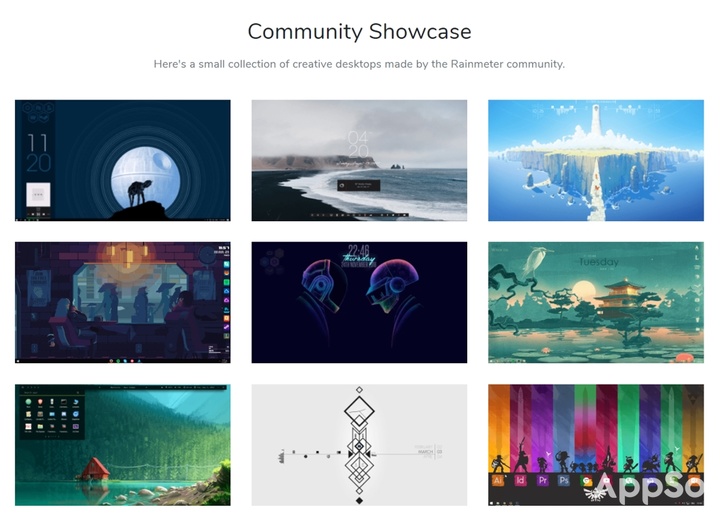 Community Showcase
Here's a small collection of creative desktops made by the Rainmeter community.
11
20
04
20
22:46
Thursday
Tuesday
Ai
Id
Pr
Ps
AppSo